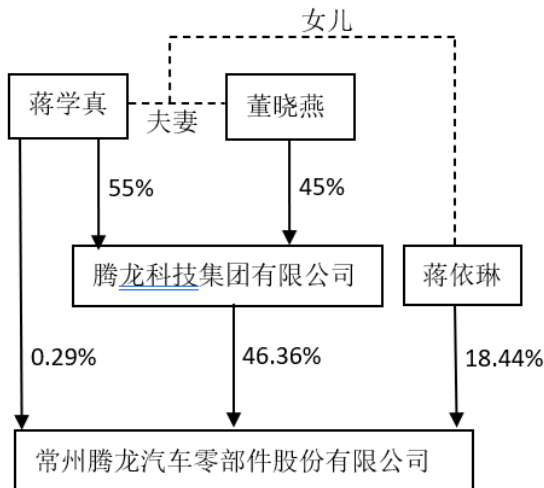 女儿
蒋学真
董晓燕
夫妻
55%
45%
腾龙科技集团有限公司
蒋依琳
0.29%
46.36%
18.44%
常州腾龙汽车零部件股份有限公司